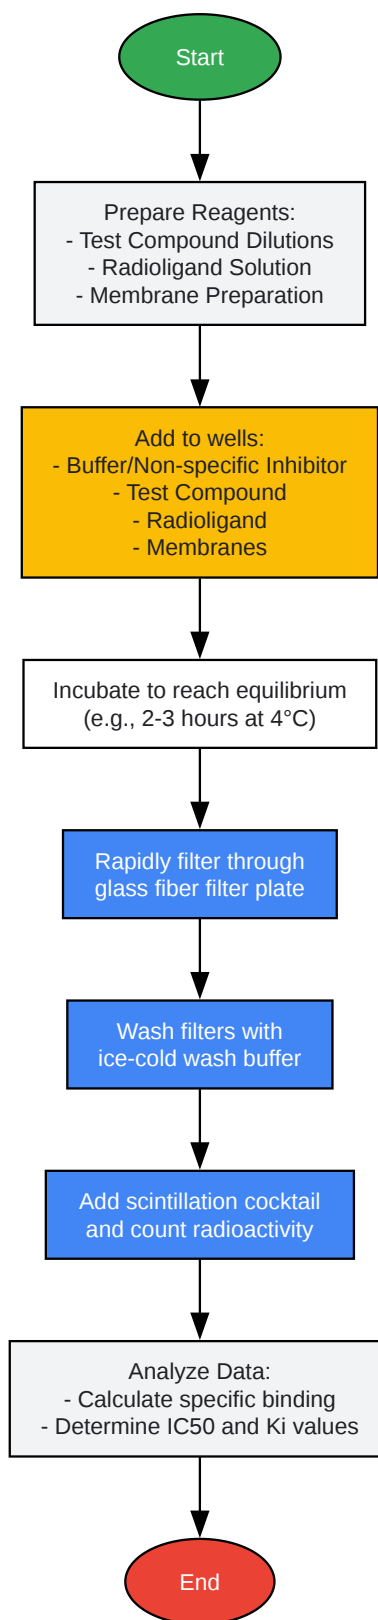 Start
Prepare Reagents:
- Test Compound Dilutions
- Radioligand Solution
- Membrane Preparation
Add to wells:
- Buffer/Non-specific Inhibitor
- Test Compound
- Radioligand
- Membranes
Incubate to reach equilibrium
(e.g., 2-3 hours at 4°C)
Rapidly filter through
glass fiber filter plate
Wash filters with
ice-cold wash buffer
Add scintillation cocktail
and count radioactivity
Analyze Data:
- Calculate specific binding
- Determine IC50 and Ki values
End